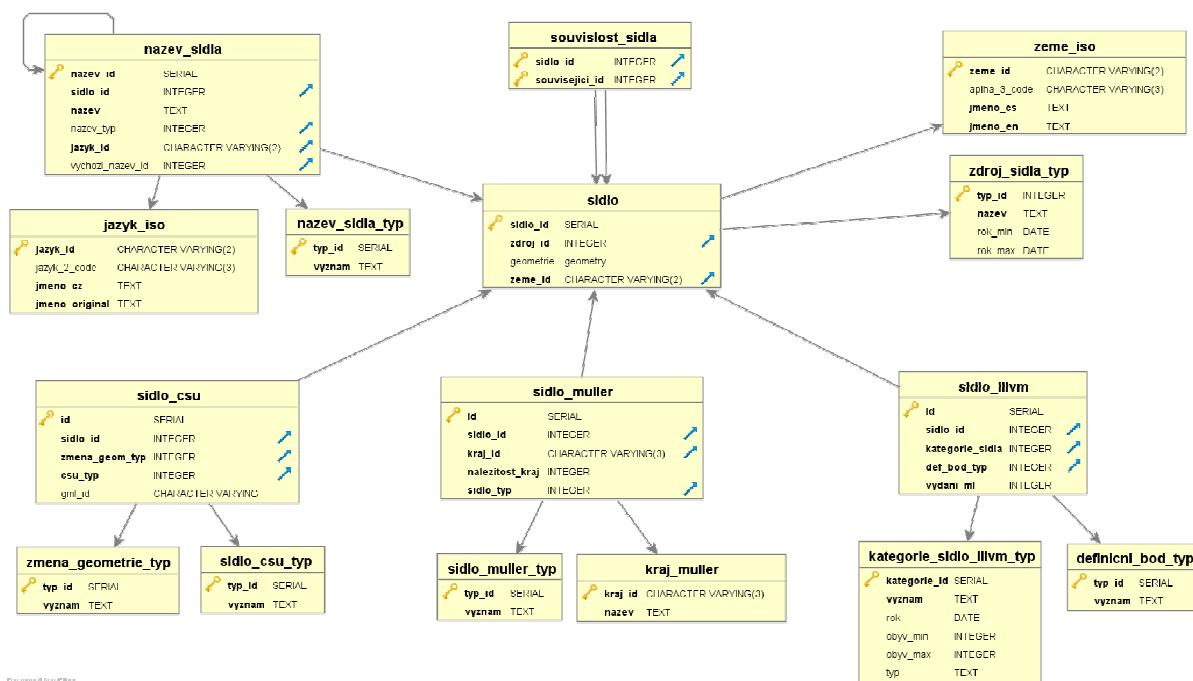 nazev_sidla
nazev_id SERIAL
sidlo_id INTEGER
nazev TEXT
nazev_typ INTEGER
jazyk_id CHARACTER VARYING(2)
vychozi_nazev_id INTEGER
souvislost_sidla
sidlo_id INTEGER
souvisejici_id INTEGER
zeme_iso
zeme_id CHARACTER VARYING(2)
alpha_3_code CHARACTER VARYING(3)
jmeno_cs TEXT
jmeno_en TEXT
zdroj_sidla_typ
typ_id INTEGER
nazev TEXT
rok_min DATE
rok_max DATE
sidlo
sidlo_id SERIAL
zdroj_id INTEGER
geometrie geometry
zeme_id CHARACTER VARYING(2)
jazyk_iso
jazyk_id CHARACTER VARYING(2)
jazyk_2_code CHARACTER VARYING(3)
jmeno_cz TEXT
jmeno_original TEXT
nazev_sidla_typ
typ_id SERIAL
vyznam TEXT
sidlo_csu
id SERIAL
sidlo_id INTEGER
zmena_geom_typ INTEGER
csu_typ INTEGER
gml_id CHARACTER VARYING
sidlo_muller
id SERIAL
sidlo_id INTEGER
kraj_id CHARACTER VARYING(3)
nalezitost_kraj INTEGER
sidlo_typ INTEGER
sidlo_IIIvm
id SERIAL
sidlo_id INTEGER
kategorie_sidla INTEGER
def_bod_typ INTEGER
vydani_ml INTEGER
zmena_geometrie_typ
typ_id SERIAL
vyznam TEXT
sidlo_csu_typ
typ_id SERIAL
vyznam TEXT
sidlo_muller_typ
typ_id SERIAL
vyznam TEXT
kraj_muller
kraj_id CHARACTER VARYING(3)
nazev TEXT
kategorie_sidlo_IIIvm_typ
kategorie_id SERIAL
vyznam TEXT
rok DATE
obyv_min INTEGER
obyv_max INTEGER
typ TEXT
definicni_bod_typ
typ_id SERIAL
vyznam TEXT